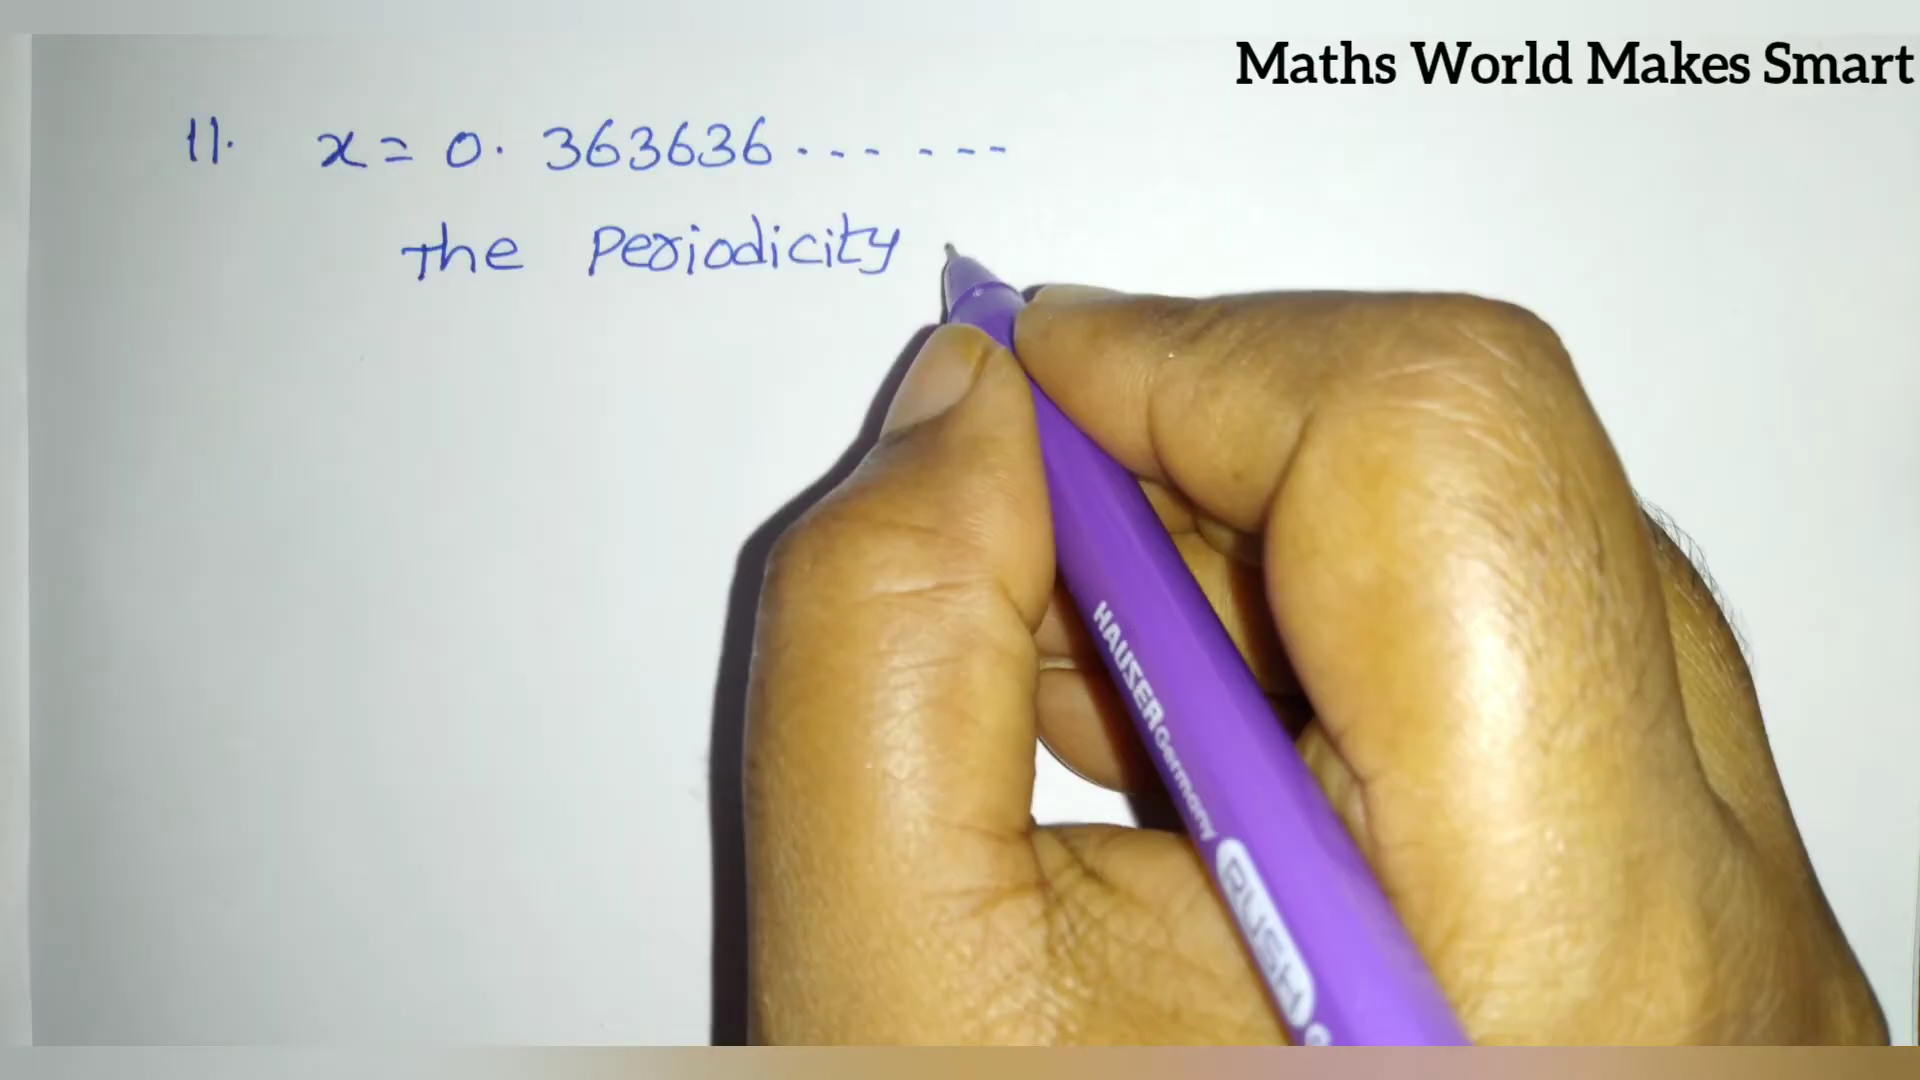 Maths World Makes Smart
11. x = 0. 363636 . - - - - -
The Periodicity
HAUSER Germany
RUSH